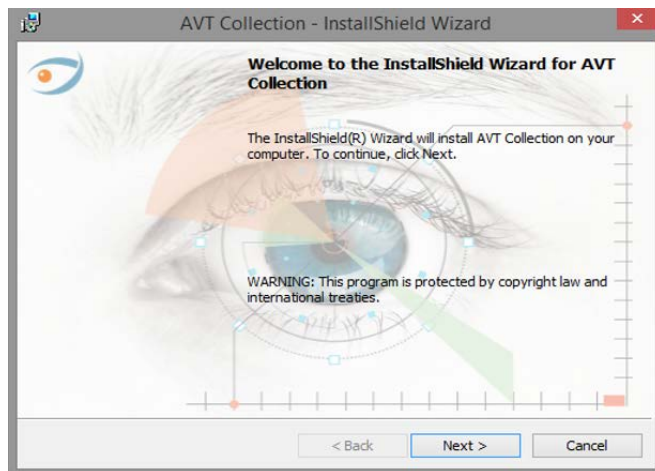 AVT Collection - InstallShield Wizard
Welcome to the InstallShield Wizard for AVT
Collection
The InstallShield(R) Wizard will install AVT Collection on your
computer. To continue, click Next.
WARNING: This program is protected by copyright law and
international treaties.
< Back
Next >
Cancel